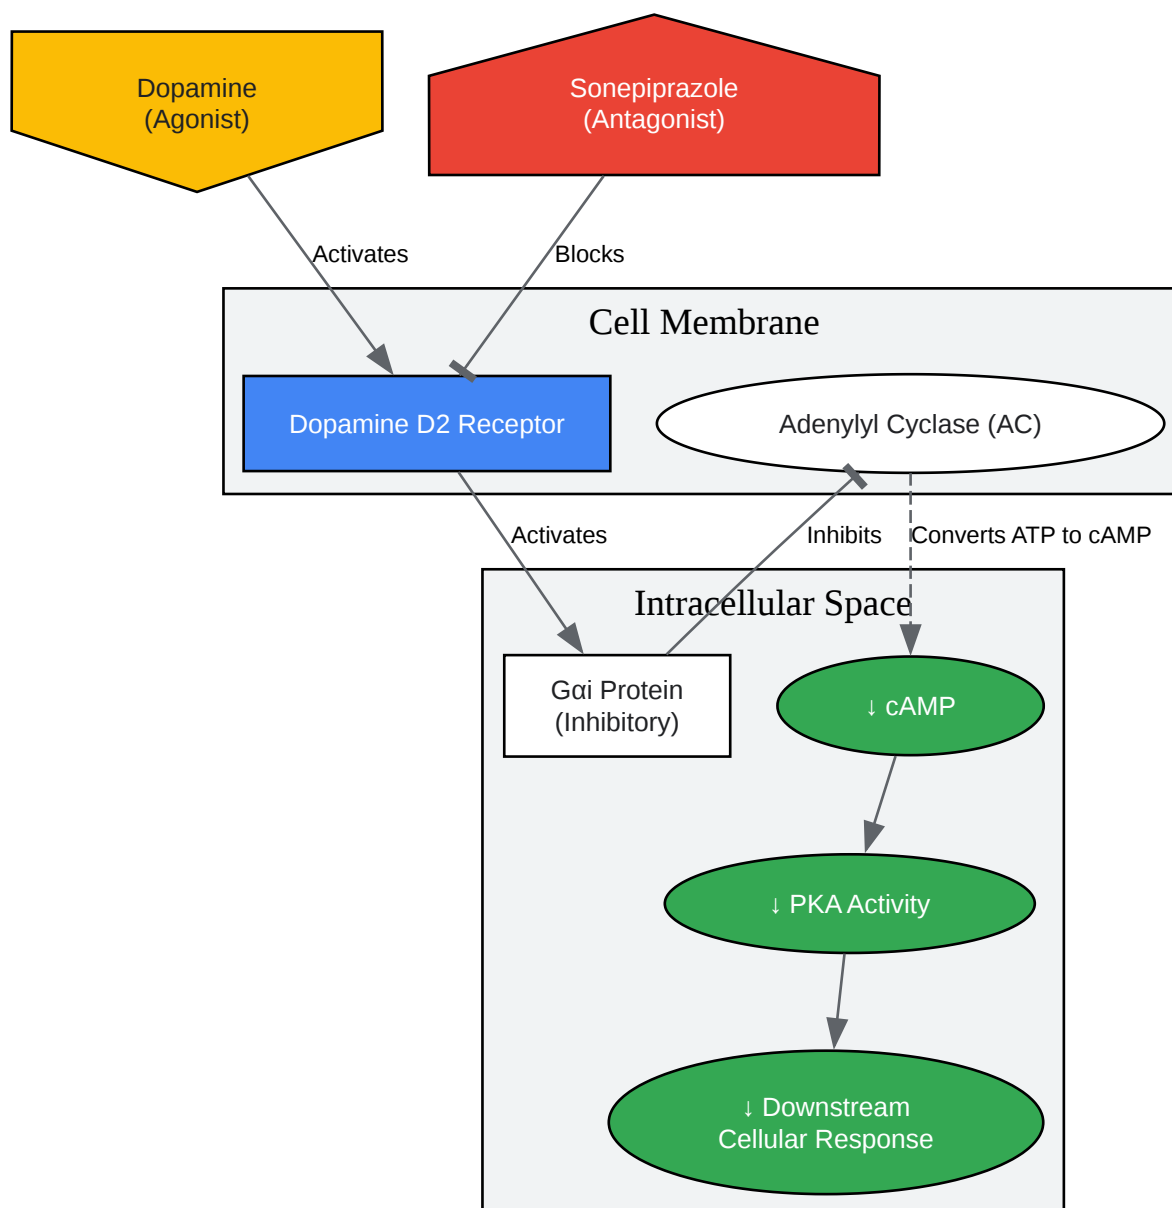 Dopamine
(Agonist)
Sonepiprazole
(Antagonist)
Activates
Blocks
Cell Membrane
Dopamine D2 Receptor
Adenylyl Cyclase (AC)
Activates
Inhibits
Converts ATP to cAMP
Intracellular Space
Gαi Protein
(Inhibitory)
↓ cAMP
↓ PKA Activity
↓ Downstream
Cellular Response